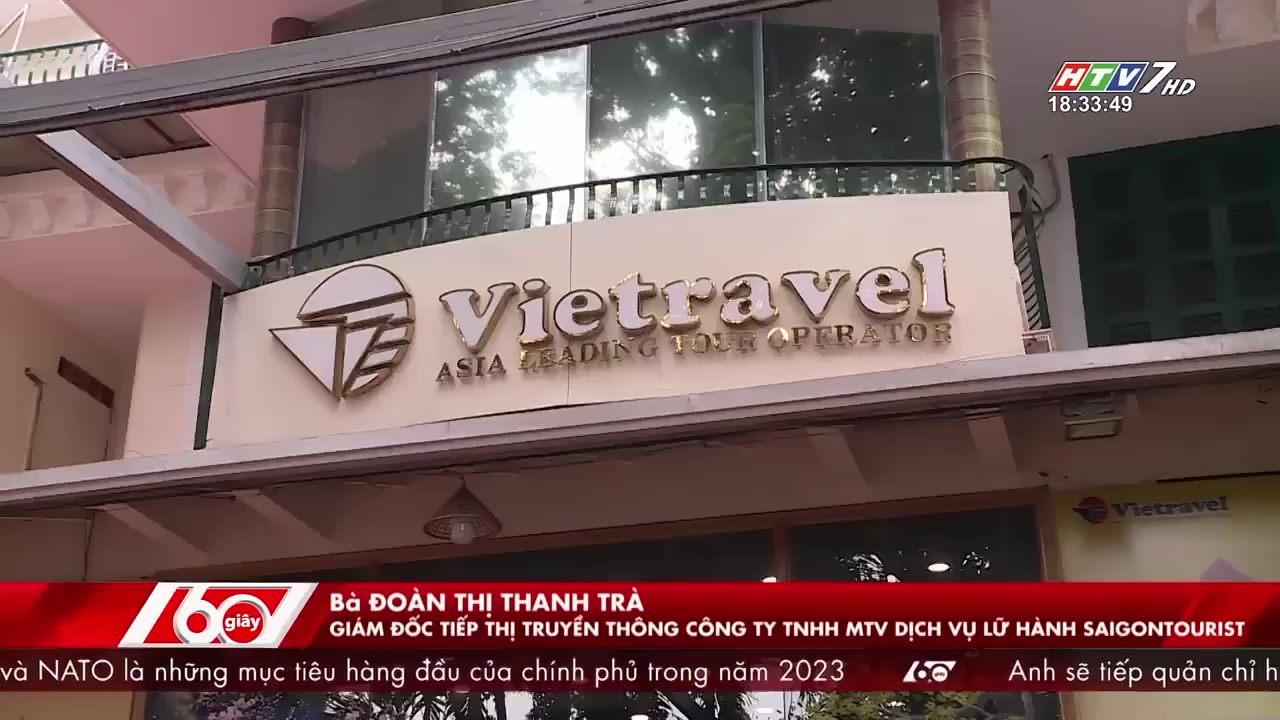 HTV7 HD
18:33:49
Vietravel
ASIA LEADING TOUR OPERATOR
Vietravel
60 giây
Bà ĐOÀN THỊ THANH TRÀ
GIÁM ĐỐC TIẾP THỊ TRUYỀN THÔNG CÔNG TY TNHH MTV DỊCH VỤ LỮ HÀNH SAIGONTOURIST
và NATO là những mục tiêu hàng đầu của chính phủ trong năm 2023 60 giây Anh sẽ tiếp quản chỉ h